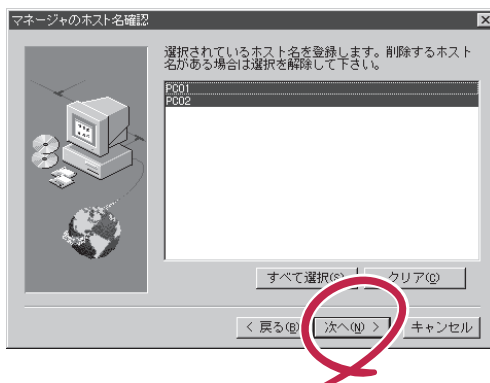 マネージャのホスト名確認
選択されているホスト名を登録します。削除するホスト
名がある場合は選択を解除して下さい。
PC01
PC02
すべて選択(S)
クリア(C)
< 戻る(B)
次へ(N) >
キャンセル